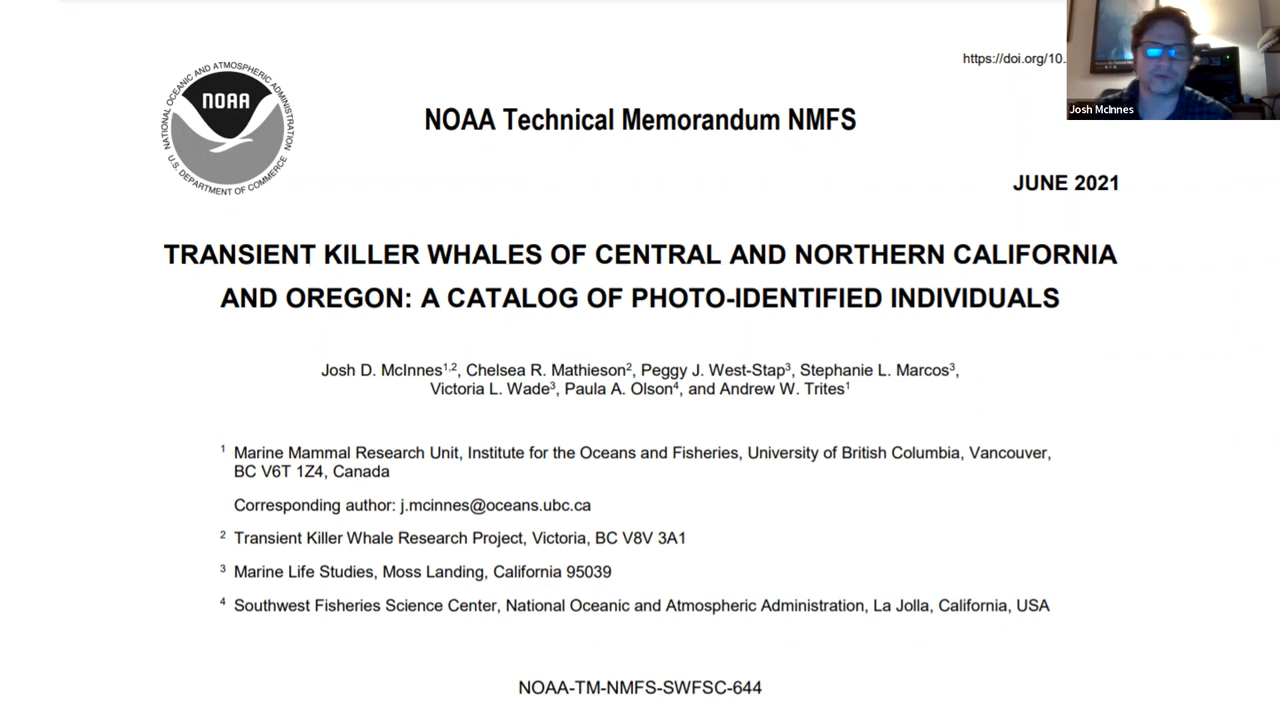 https://doi.org/10.
Josh McInnes
NATIONAL OCEANIC AND ATMOSPHERIC ADMINISTRATION
NOAA
U.S. DEPARTMENT OF COMMERCE
NOAA Technical Memorandum NMFS
JUNE 2021
TRANSIENT KILLER WHALES OF CENTRAL AND NORTHERN CALIFORNIA
AND OREGON: A CATALOG OF PHOTO-IDENTIFIED INDIVIDUALS
Josh D. McInnes1,2, Chelsea R. Mathieson2, Peggy J. West-Stap3, Stephanie L. Marcos3,
Victoria L. Wade3, Paula A. Olson4, and Andrew W. Trites1
1 Marine Mammal Research Unit, Institute for the Oceans and Fisheries, University of British Columbia, Vancouver,
BC V6T 1Z4, Canada
Corresponding author: j.mcinnes@oceans.ubc.ca
2 Transient Killer Whale Research Project, Victoria, BC V8V 3A1
3 Marine Life Studies, Moss Landing, California 95039
4 Southwest Fisheries Science Center, National Oceanic and Atmospheric Administration, La Jolla, California, USA
NOAA-TM-NMFS-SWFSC-644